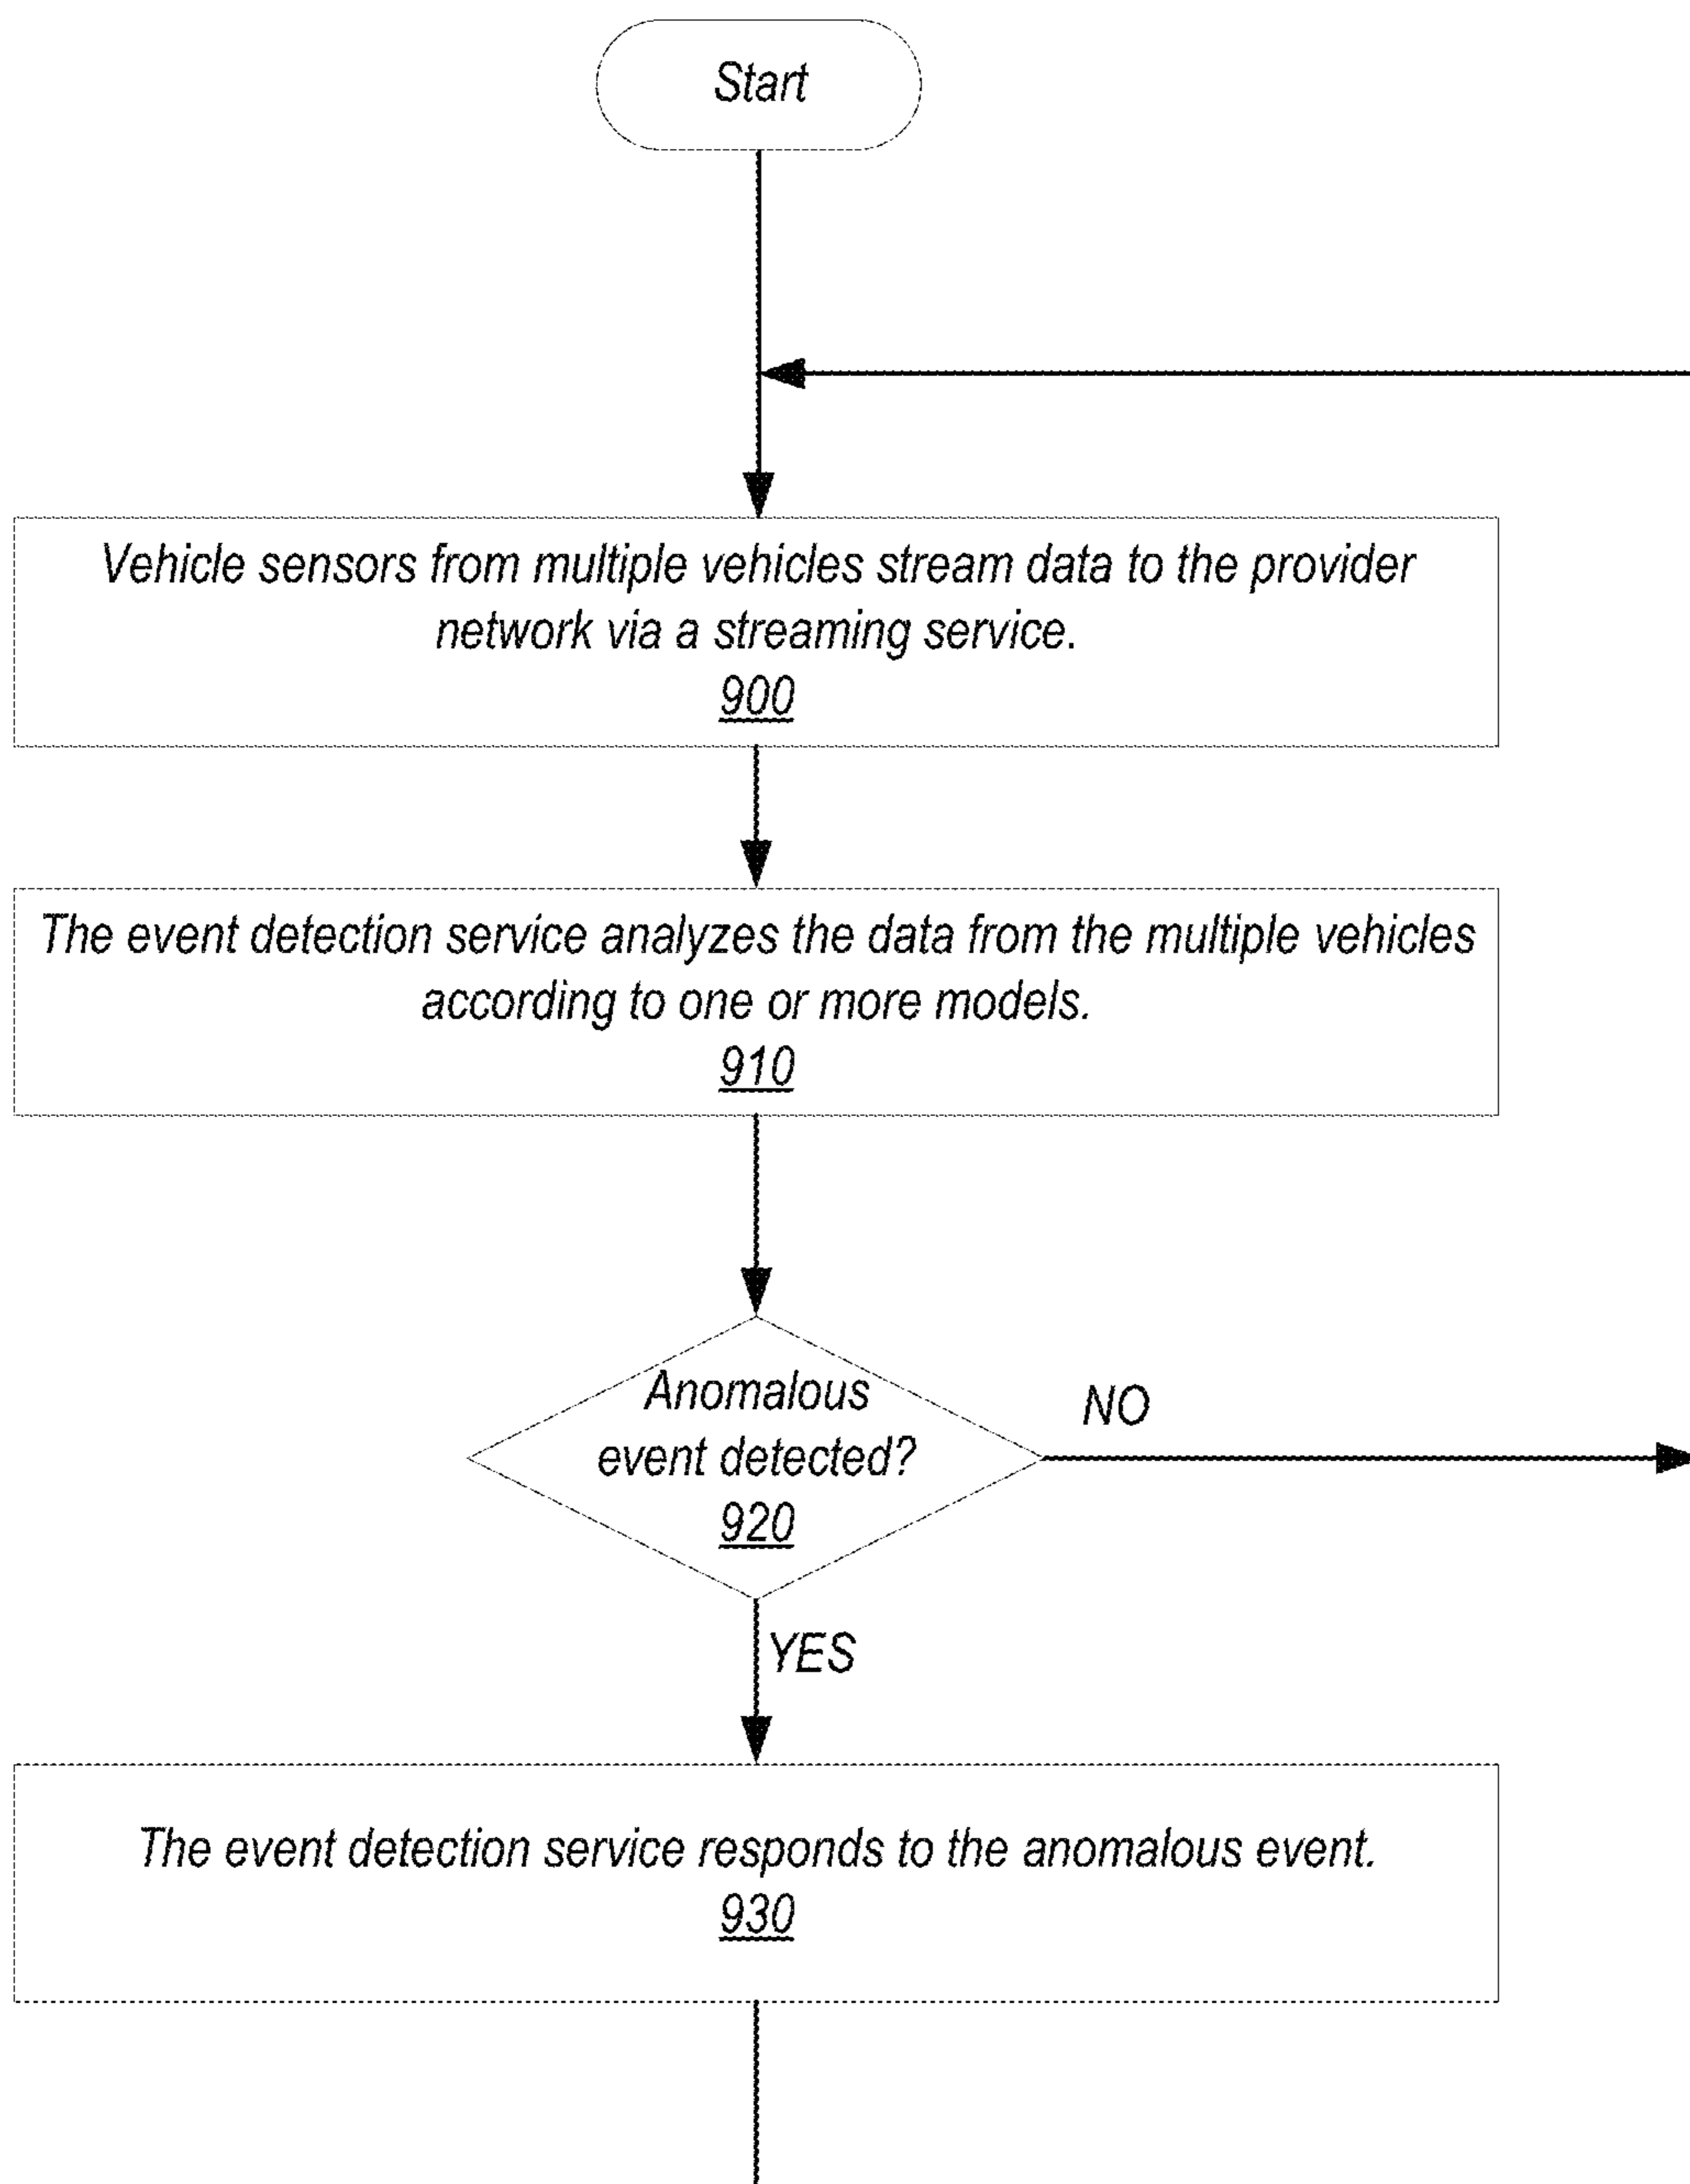 Start
Vehicle sensors from multiple vehicles stream data to the provider
network via a streaming service.
900
The event detection service analyzes the data from the multiple vehicles
according to one or more models.
910
Anomalous
event detected?
920
NO
YES
The event detection service responds to the anomalous event.
930